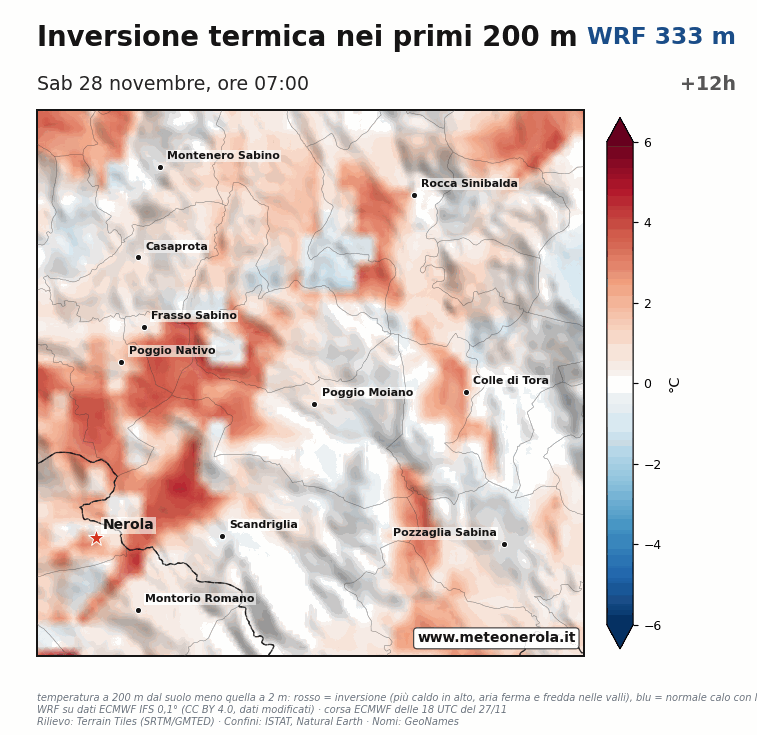 Inversione termica nei primi 200 m WRF 333 m
Sab 28 novembre, ore 07:00 +12h
Montenero Sabino
Rocca Sinibalda
Casaprota
Frasso Sabino
Poggio Nativo
Colle di Tora
Poggio Moiano
Nerola
Scandriglia
Pozzaglia Sabina
Montorio Romano
www.meteonerola.it
6
4
2
0
−2
−4
−6
°C
temperatura a 200 m dal suolo meno quella a 2 m: rosso = inversione (più caldo in alto, aria ferma e fredda nelle valli), blu = normale calo con l
WRF su dati ECMWF IFS 0,1° (CC BY 4.0, dati modificati) · corsa ECMWF delle 18 UTC del 27/11
Rilievo: Terrain Tiles (SRTM/GMTED) · Confini: ISTAT, Natural Earth · Nomi: GeoNames